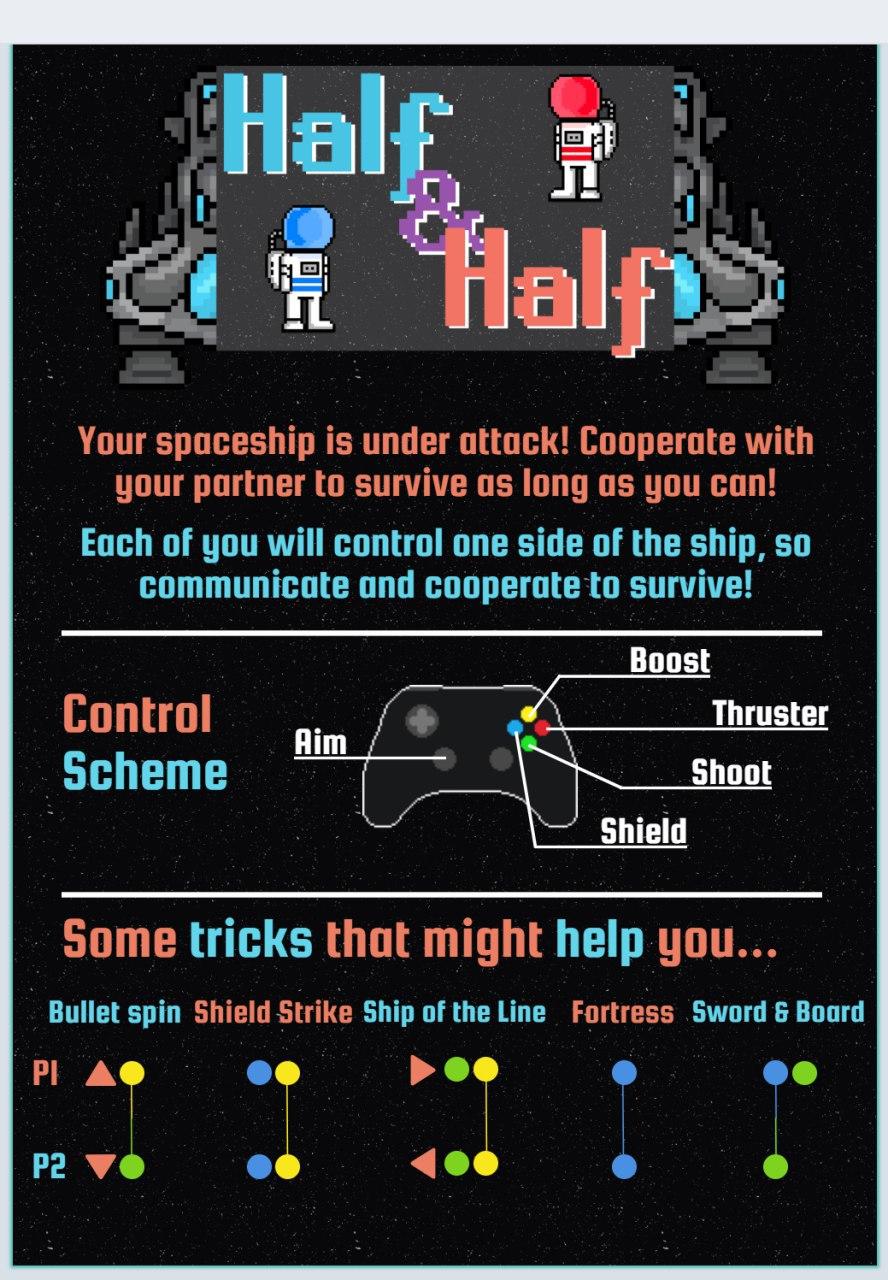 Half
&
Half
Your spaceship is under attack! Cooperate with
your partner to survive as long as you can!
Each of you will control one side of the ship, so
communicate and cooperate to survive!
Control
Scheme
Aim
Boost
Thruster
Shoot
Shield
Some tricks that might help you...
Bullet spin Shield Strike Ship of the Line Fortress Sword & Board
P1
P2